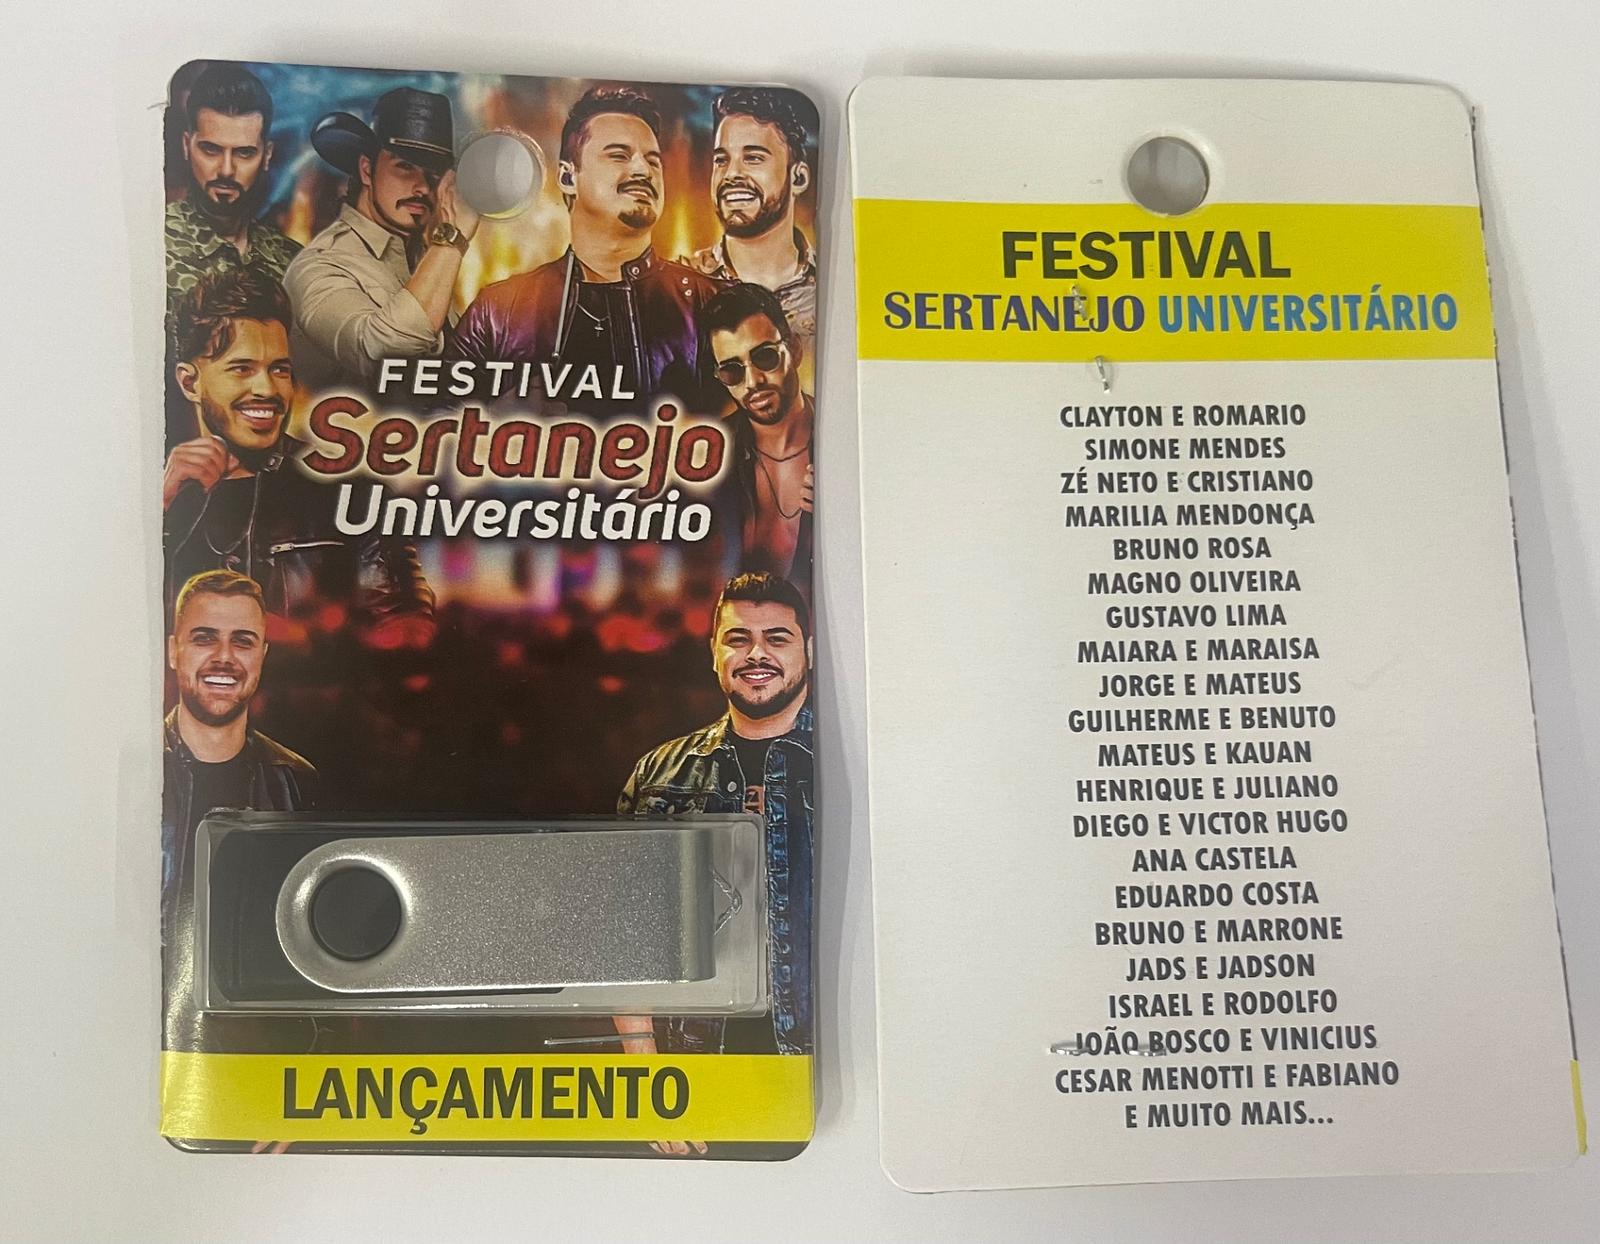 FESTIVAL
Sertanejo
Universitário
LANÇAMENTO
FESTIVAL
SERTANEJO UNIVERSITÁRIO
CLAYTON E ROMARIO
SIMONE MENDES
ZÉ NETO E CRISTIANO
MARILIA MENDONÇA
BRUNO ROSA
MAGNO OLIVEIRA
GUSTAVO LIMA
MAIARA E MARAISA
JORGE E MATEUS
GUILHERME E BENUTO
MATEUS E KAUAN
HENRIQUE E JULIANO
DIEGO E VICTOR HUGO
ANA CASTELA
EDUARDO COSTA
BRUNO E MARRONE
JADS E JADSON
ISRAEL E RODOLFO
JOÃO BOSCO E VINICIUS
CESAR MENOTTI E FABIANO
E MUITO MAIS...